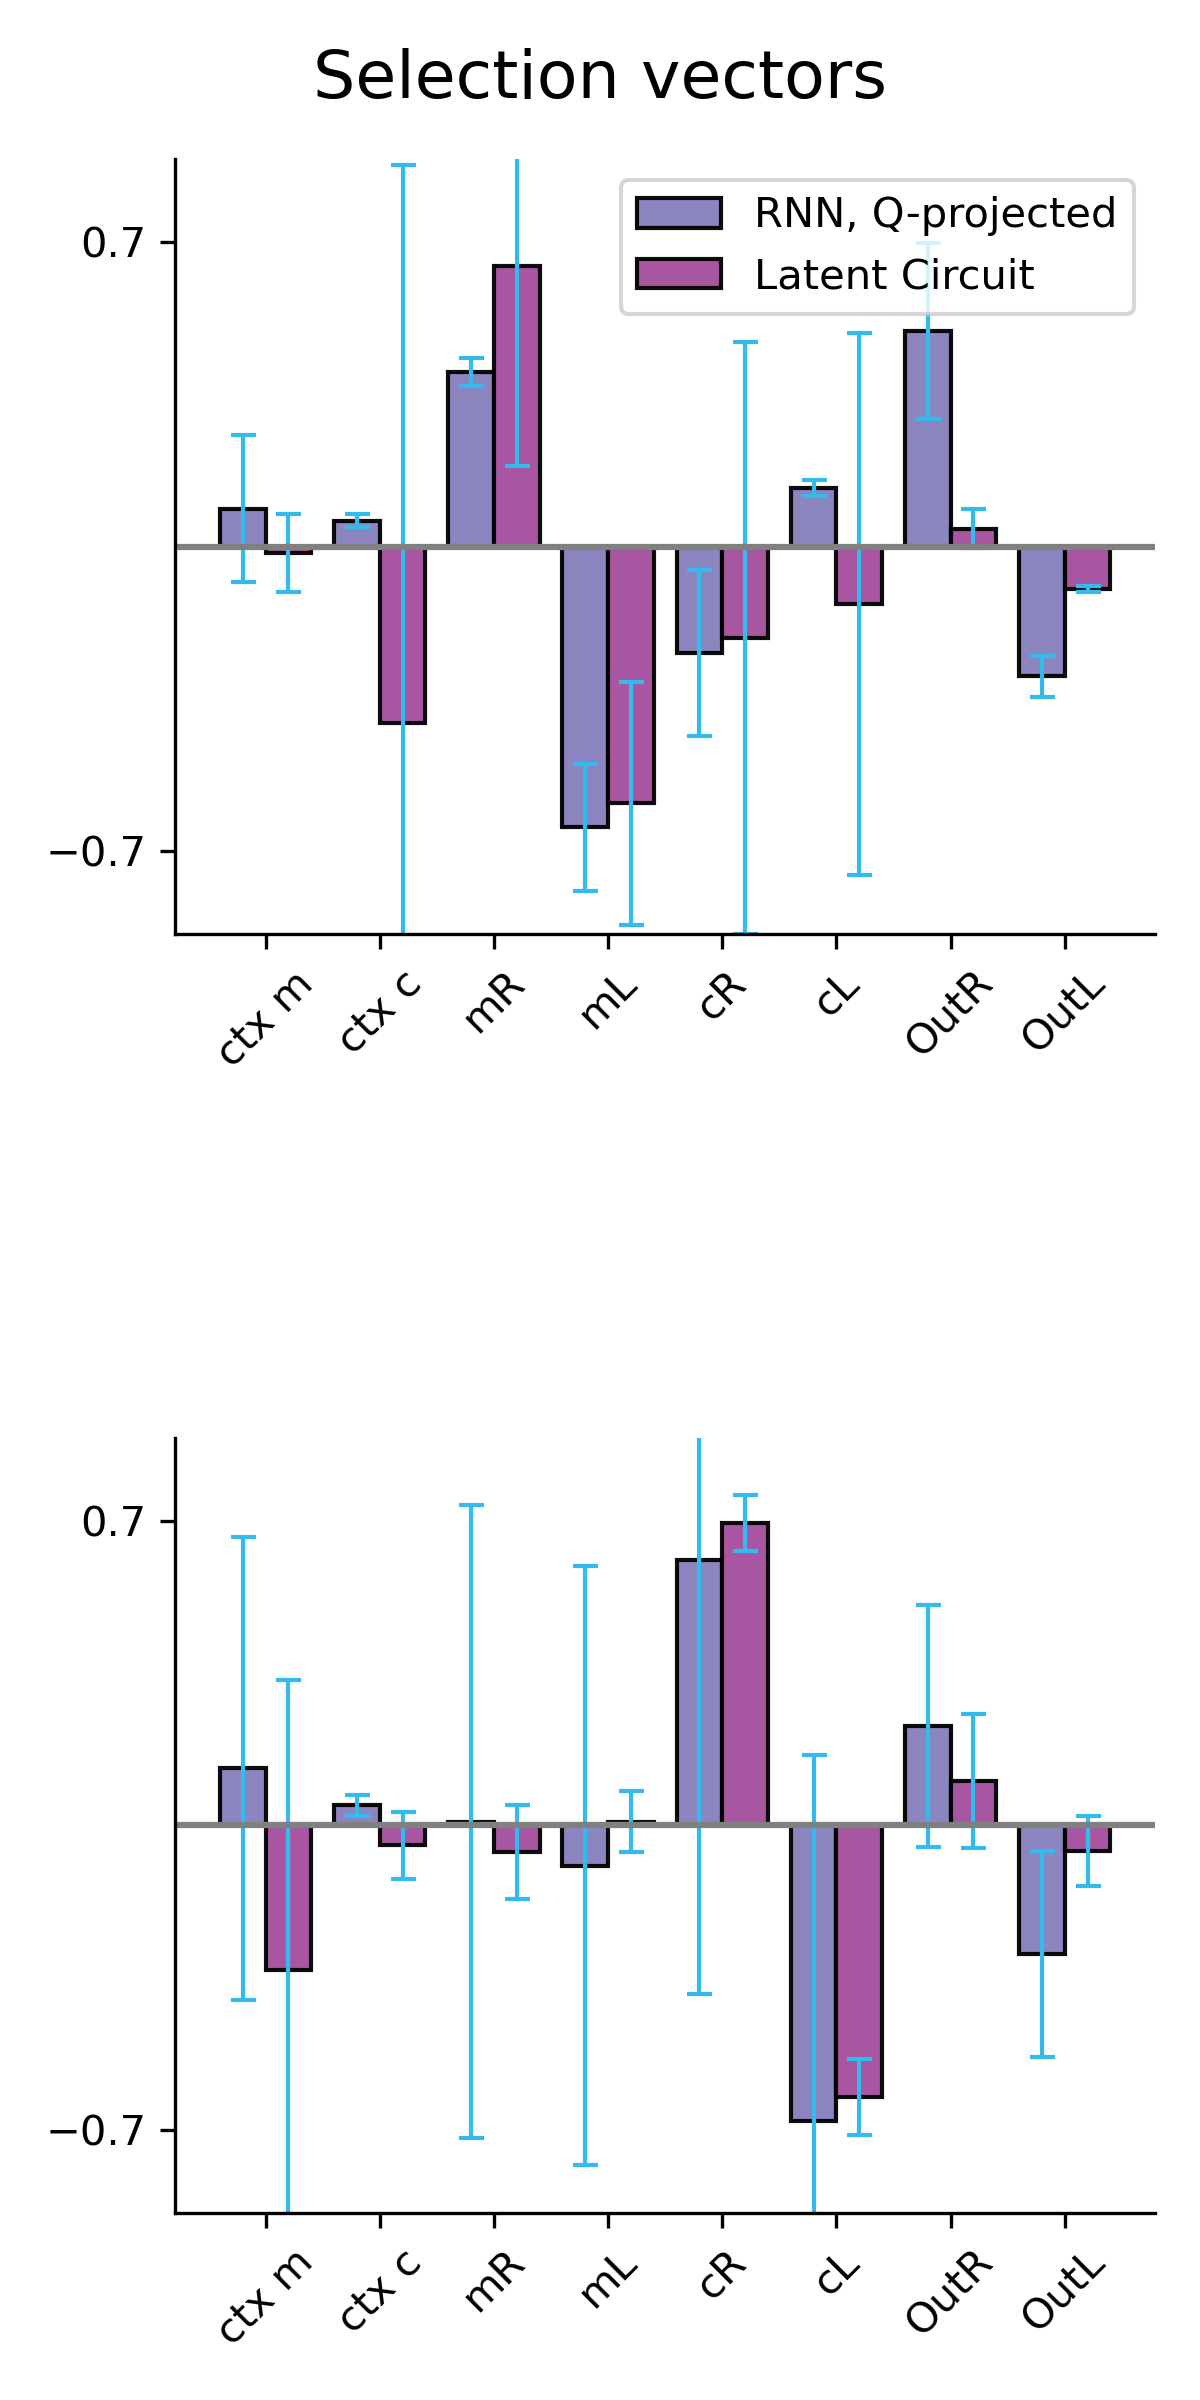 Selection vectors
0.7
−0.7
RNN, Q-projected
Latent Circuit
ctx m
ctx c
mR
mL
cR
cL
OutR
OutL
0.7
−0.7
ctx m
ctx c
mR
mL
cR
cL
OutR
OutL